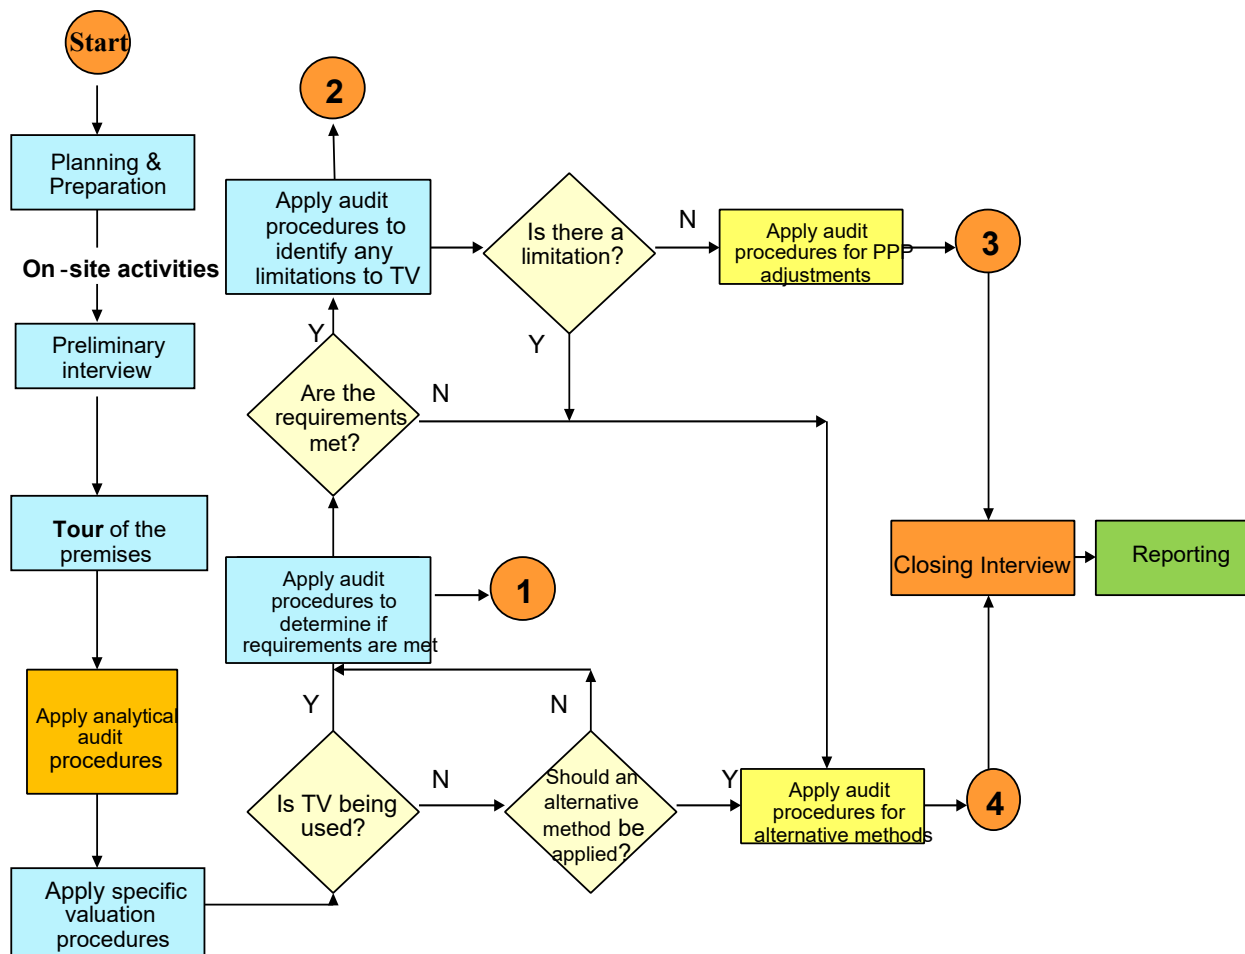 Start
Planning &
Preparation
On -site activities
Preliminary
interview
Tour of the
premises
Apply analytical
audit
procedures
Apply specific
valuation
procedures
2
Apply audit
procedures to
identify any
limitations to TV
Y
Are the
requirements
met?
N
Apply audit
procedures to
determine if
requirements are met
1
Y
Is TV being
used?
N
Should an
alternative
method be
applied?
N
Y
Is there a
limitation?
N
Y
Apply audit
procedures for PPP
adjustments
3
Apply audit
procedures for
alternative methods
4
Closing Interview
Reporting